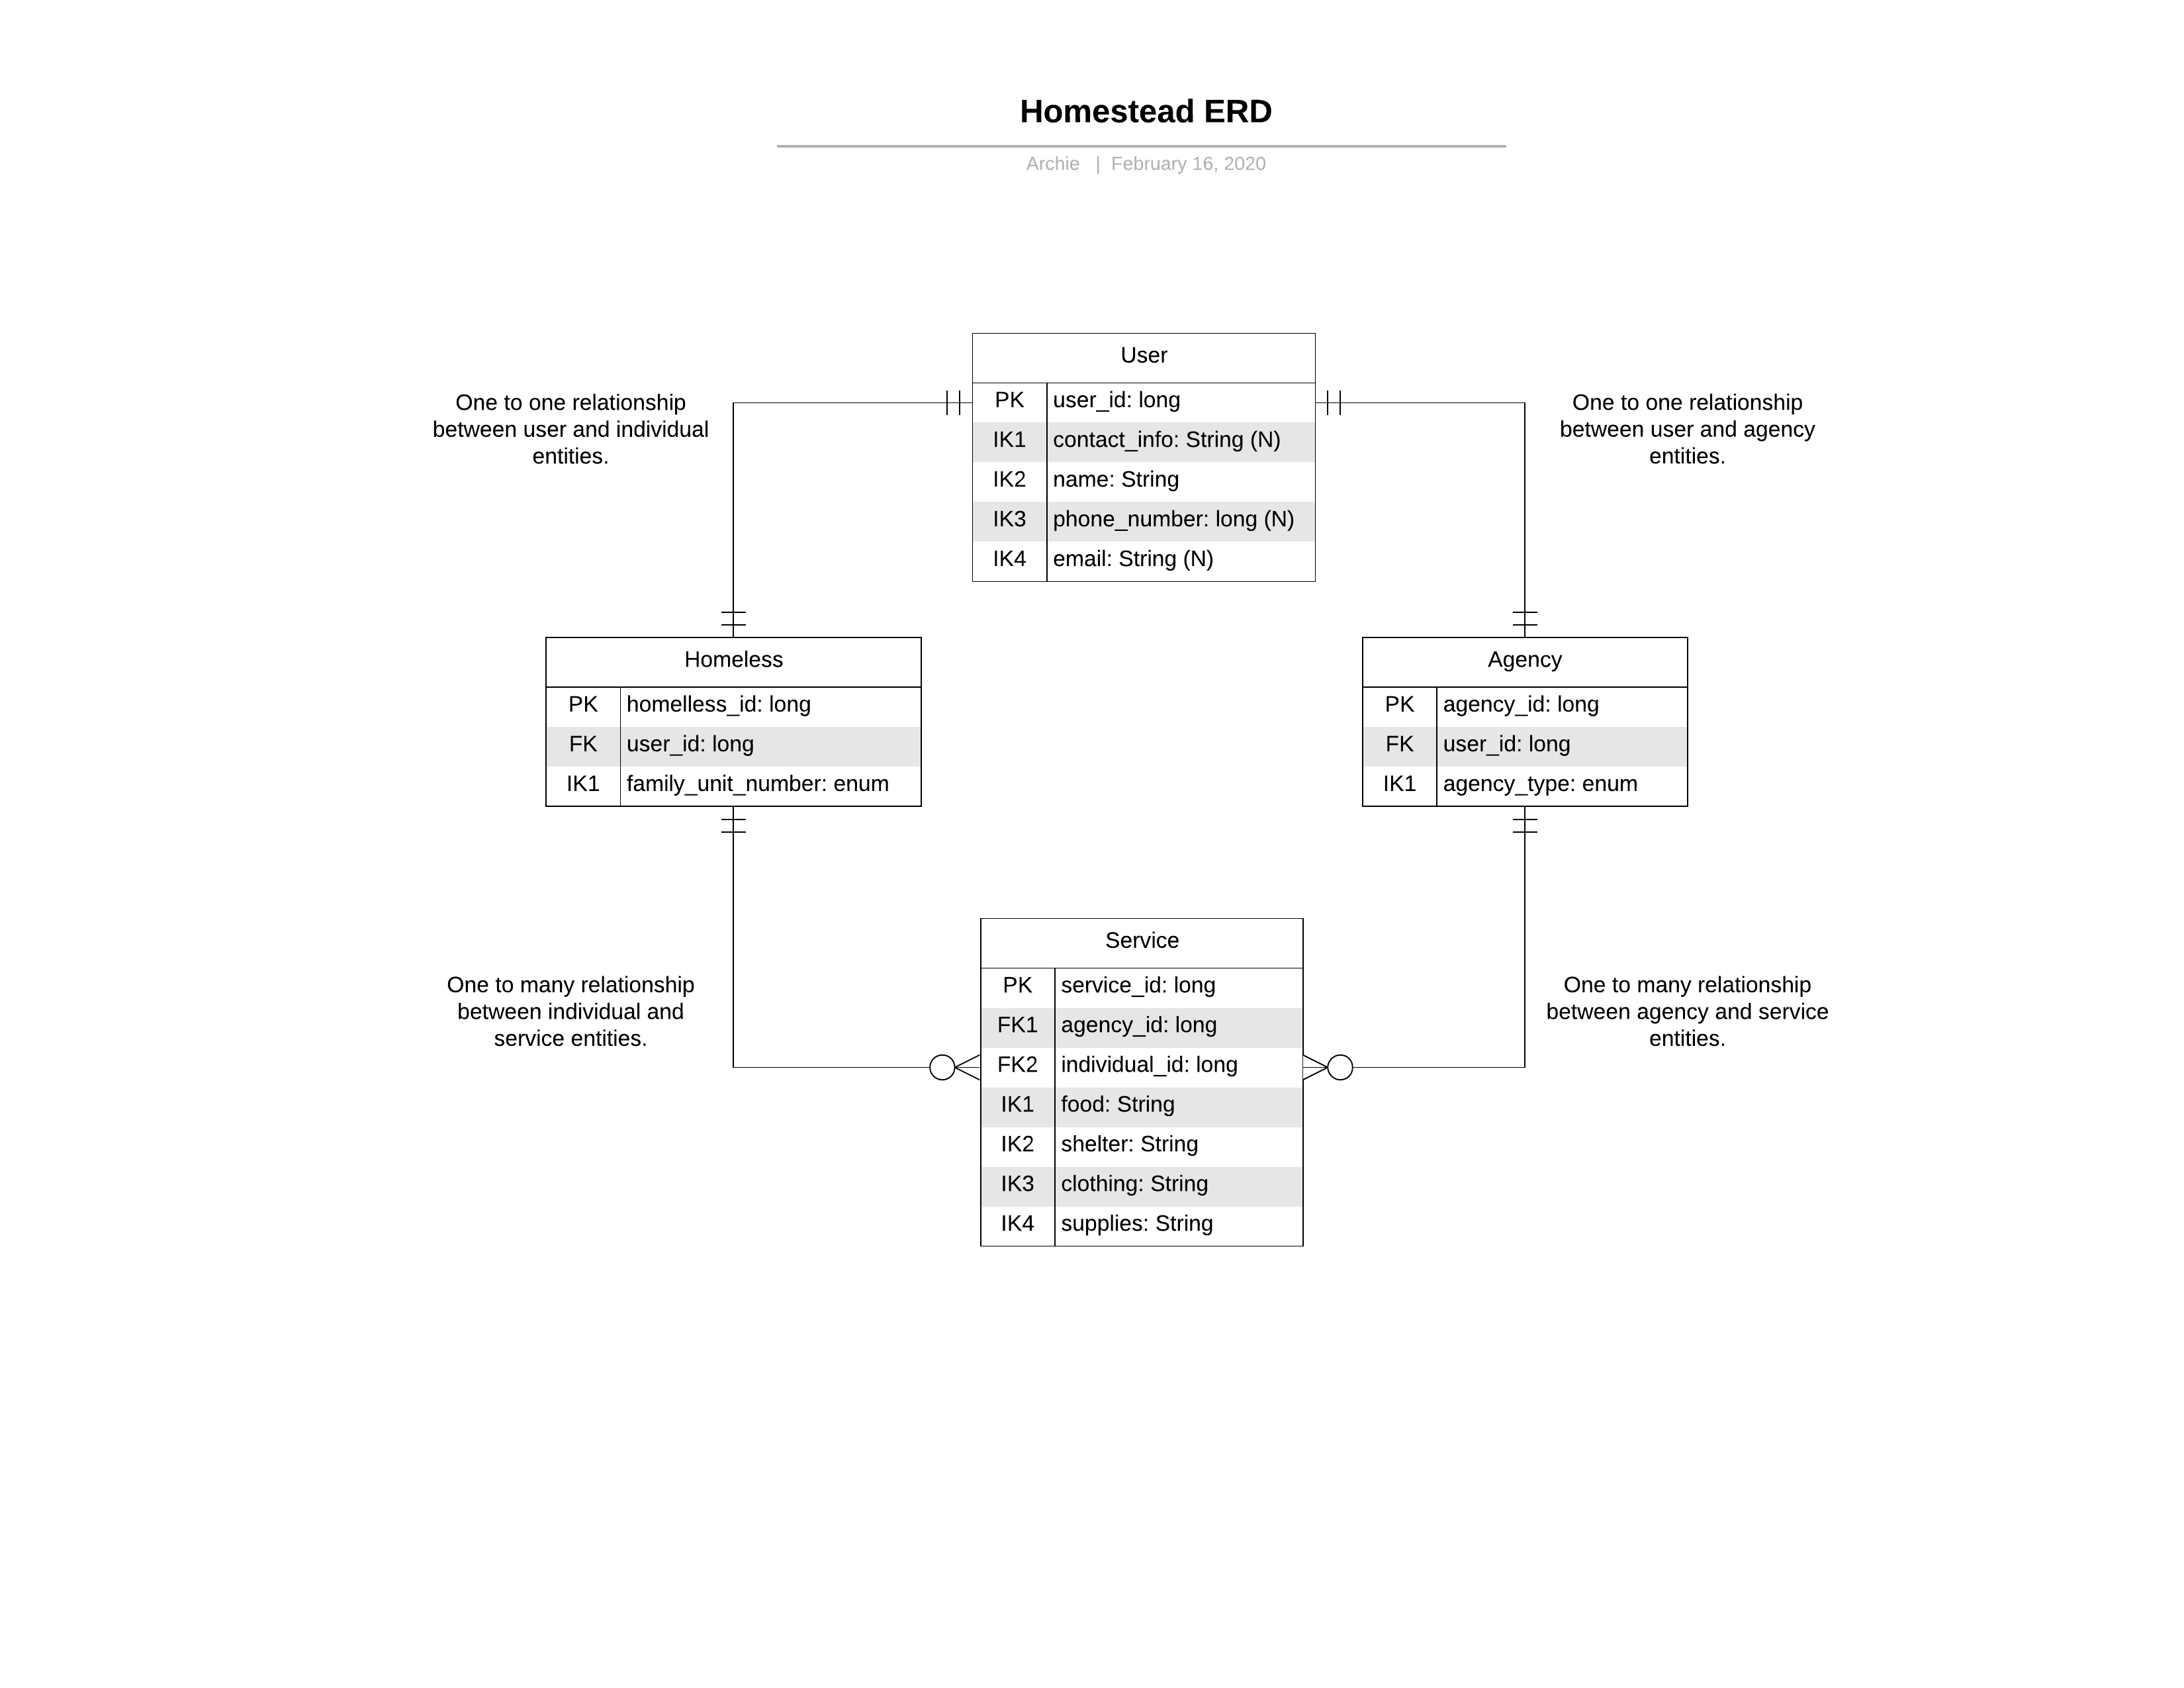 Homestead ERD
Archie | February 16, 2020
User
PK user_id: long
IK1 contact_info: String (N)
IK2 name: String
IK3 phone_number: long (N)
IK4 email: String (N)
One to one relationship
between user and individual
entities.
One to one relationship
between user and agency
entities.
Homeless
PK homelless_id: long
FK user_id: long
IK1 family_unit_number: enum
Agency
PK agency_id: long
FK user_id: long
IK1 agency_type: enum
One to many relationship
between individual and
service entities.
Service
PK service_id: long
FK1 agency_id: long
FK2 individual_id: long
IK1 food: String
IK2 shelter: String
IK3 clothing: String
IK4 supplies: String
One to many relationship
between agency and service
entities.